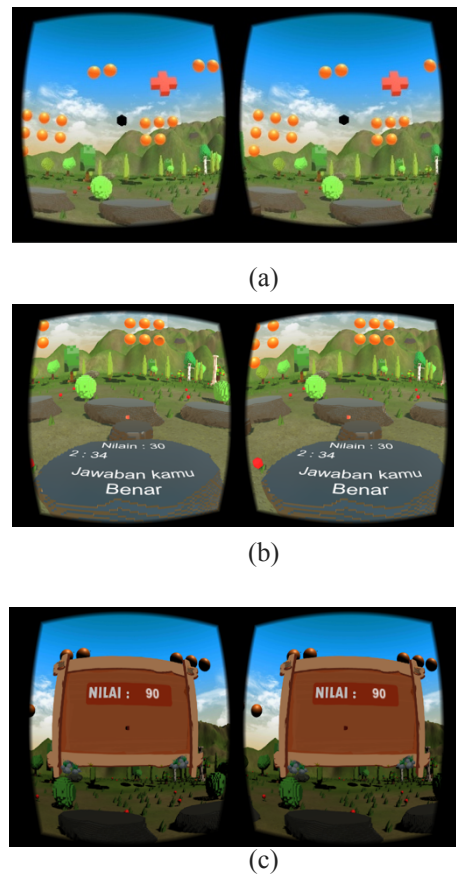 (a)
Nilain : 30
2 : 34
Jawaban kamu
Benar
Nilain : 30
2 : 34
Jawaban kamu
Benar
(b)
NILAI : 90
NILAI : 90
(c)